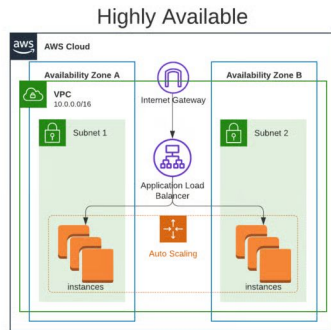 Highly Available
aws
AWS Cloud
Availability Zone A
Availability Zone B
VPC
10.0.0.0/16
Internet Gateway
Subnet 1
Subnet 2
Application Load
Balancer
Auto Scaling
instances
instances